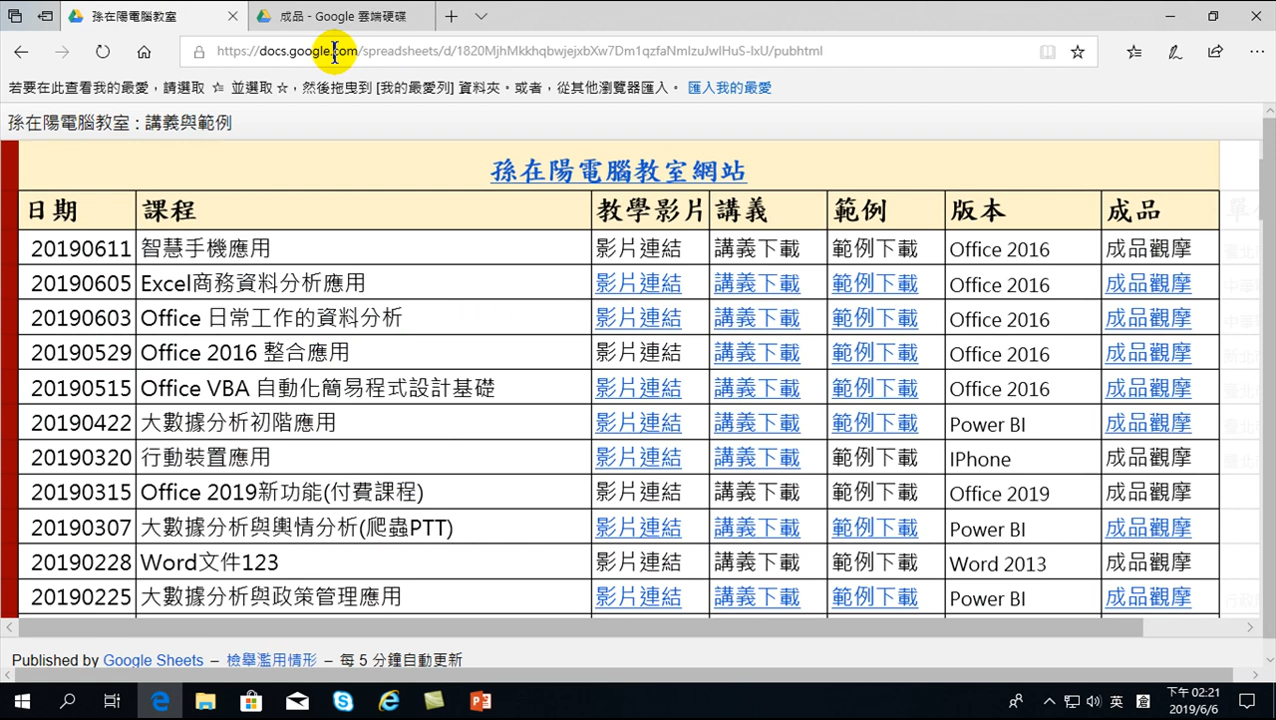 孫在陽電腦教室
成品 - Google 雲端硬碟
https://docs.google.com/spreadsheets/d/1820MjhMkkhqbwjejxbXw7Dm1qzfaNmIzuJwlHuS-IxU/pubhtml
若要在此查看我的最愛，請選取 ☆ 並選取 ☆，然後拖曳到 [我的最愛列] 資料夾。或者，從其他瀏覽器匯入。 匯入我的最愛
孫在陽電腦教室 : 講義與範例
孫在陽電腦教室網站
日期 課程 教學影片 講義 範例 版本 成品
20190611 智慧手機應用 影片連結 講義下載 範例下載 Office 2016 成品觀摩
20190605 Excel商務資料分析應用 影片連結 講義下載 範例下載 Office 2016 成品觀摩
20190603 Office 日常工作的資料分析 影片連結 講義下載 範例下載 Office 2016 成品觀摩
20190529 Office 2016 整合應用 影片連結 講義下載 範例下載 Office 2016 成品觀摩
20190515 Office VBA 自動化簡易程式設計基礎 影片連結 講義下載 範例下載 Office 2016 成品觀摩
20190422 大數據分析初階應用 影片連結 講義下載 範例下載 Power BI 成品觀摩
20190320 行動裝置應用 影片連結 講義下載 範例下載 IPhone 成品觀摩
20190315 Office 2019新功能(付費課程) 影片連結 講義下載 範例下載 Office 2019 成品觀摩
20190307 大數據分析與輿情分析(爬蟲PTT) 影片連結 講義下載 範例下載 Power BI 成品觀摩
20190228 Word文件123 影片連結 講義下載 範例下載 Word 2013 成品觀摩
20190225 大數據分析與政策管理應用 影片連結 講義下載 範例下載 Power BI 成品觀摩
Published by Google Sheets – 檢舉濫用情形 – 每 5 分鐘自動更新
英
下午 02:21
2019/6/6